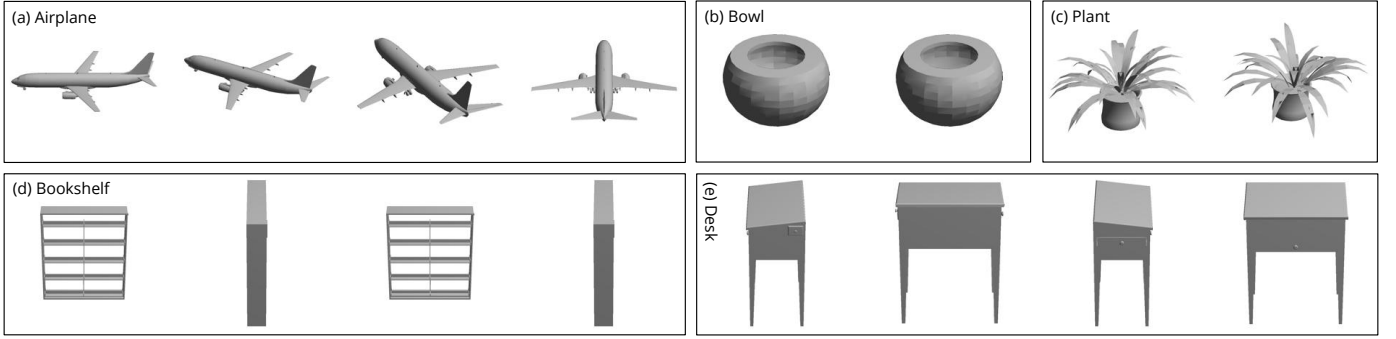 (a) Airplane
(b) Bowl
(c) Plant
(d) Bookshelf
(e) Desk